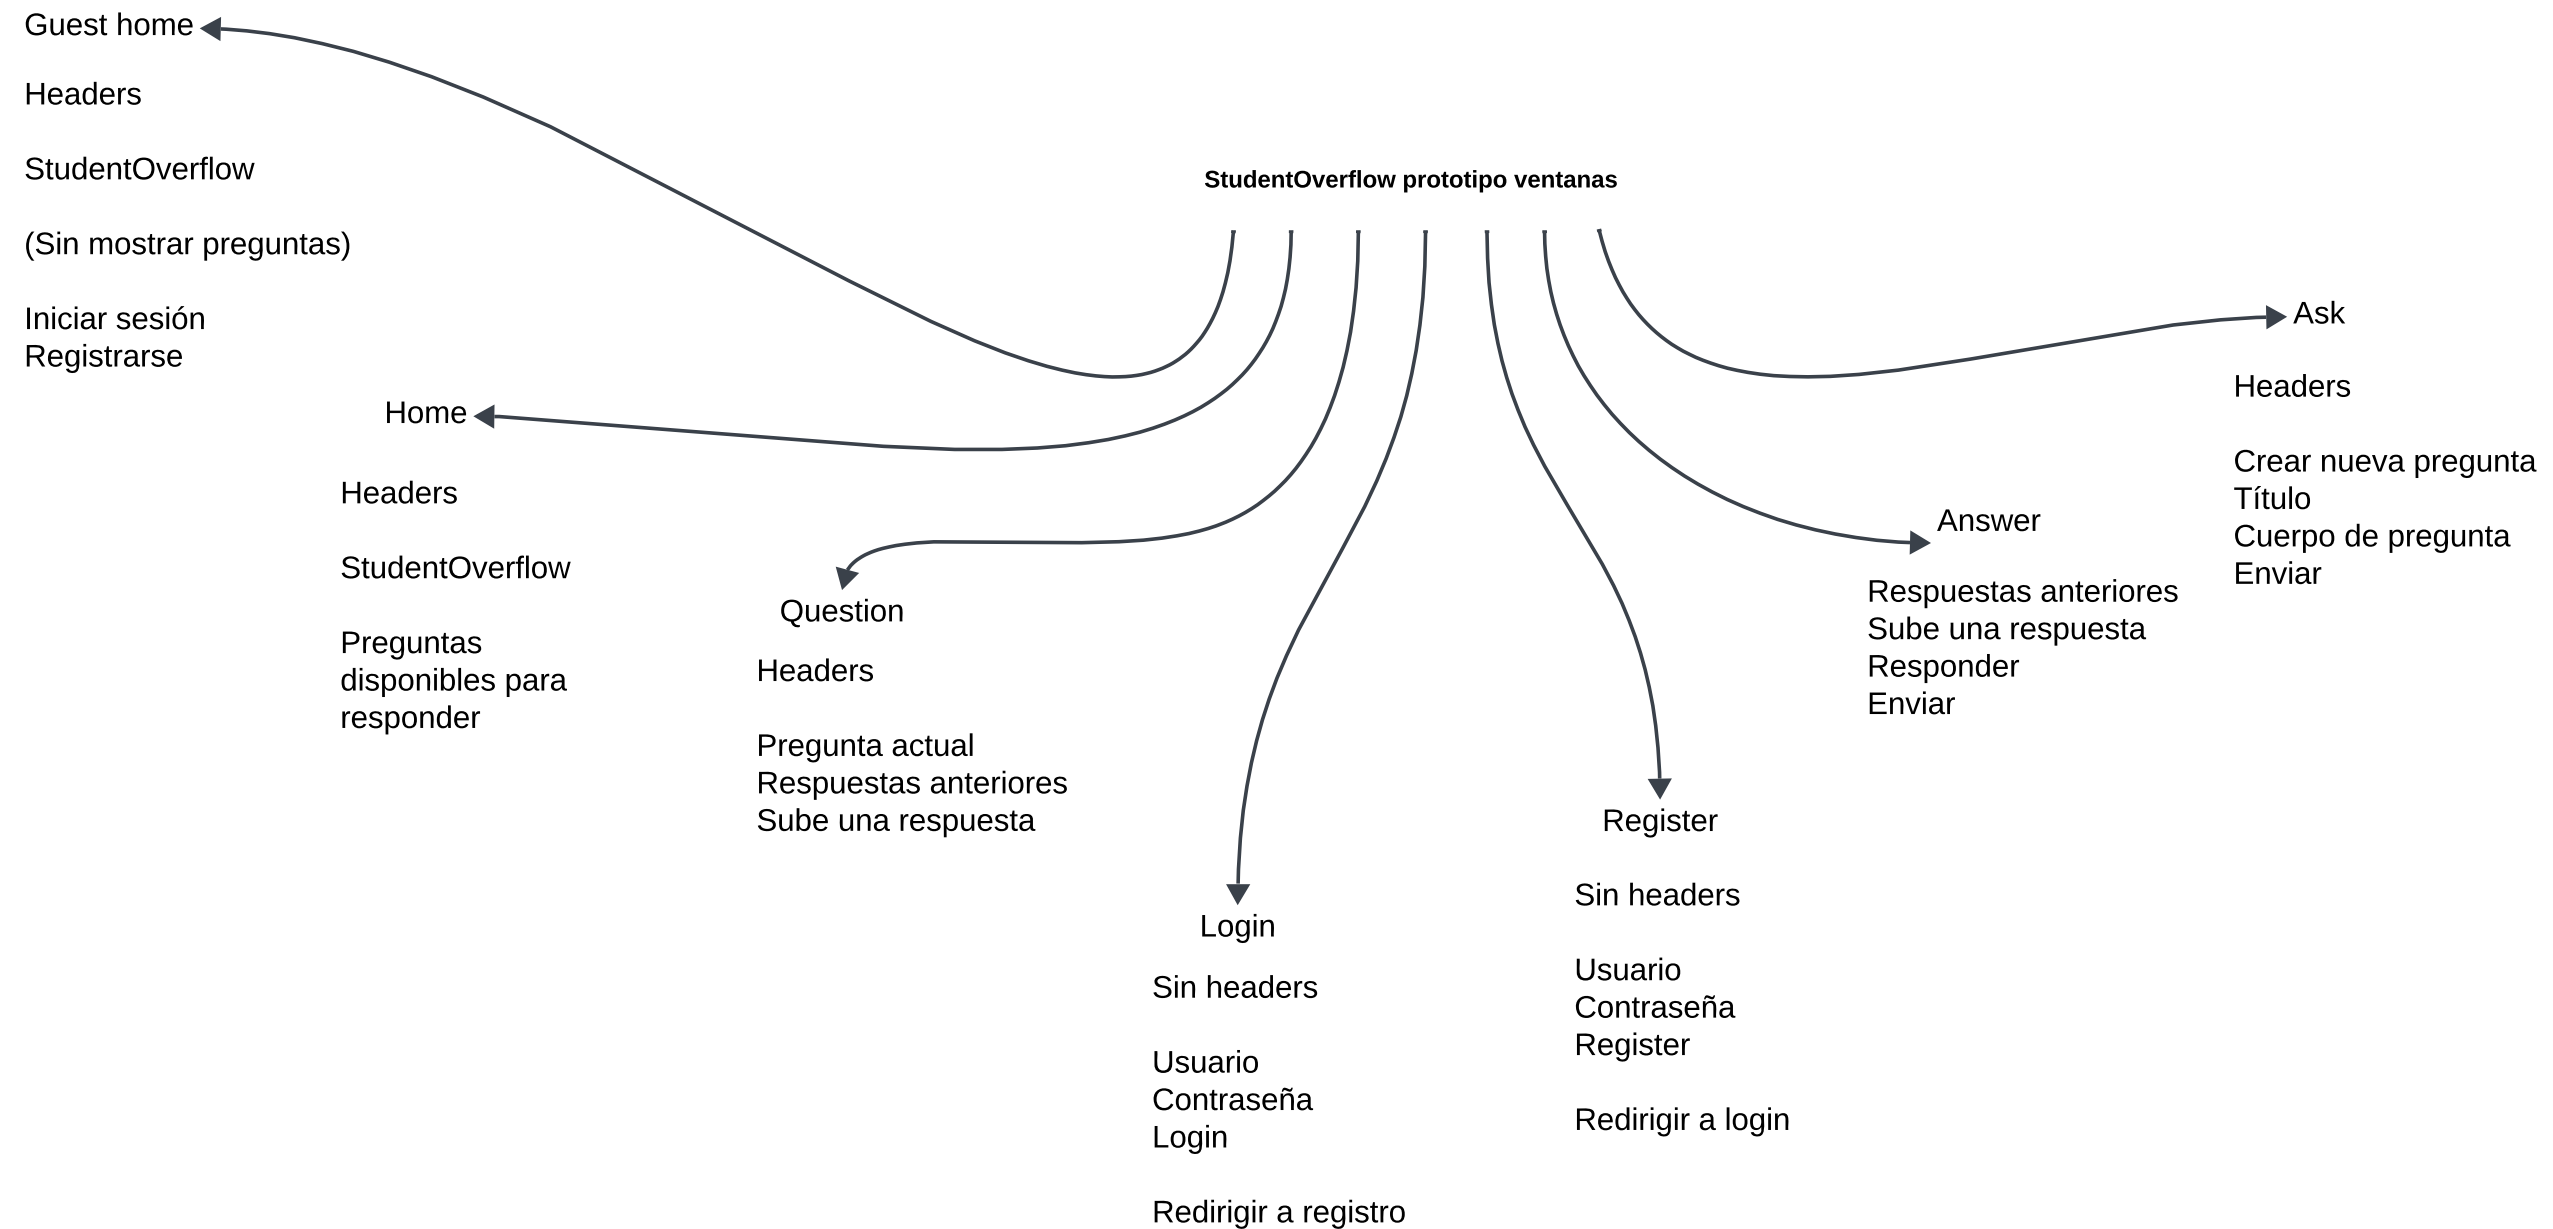 StudentOverflow prototipo ventanas
Guest home
Headers
StudentOverflow
(Sin mostrar preguntas)
Iniciar sesión
Registrarse
Home
Headers
StudentOverflow
Preguntas
disponibles para
responder
Question
Headers
Pregunta actual
Respuestas anteriores
Sube una respuesta
Login
Sin headers
Usuario
Contraseña
Login
Redirigir a registro
Register
Sin headers
Usuario
Contraseña
Register
Redirigir a login
Answer
Respuestas anteriores
Sube una respuesta
Responder
Enviar
Ask
Headers
Crear nueva pregunta
Título
Cuerpo de pregunta
Enviar